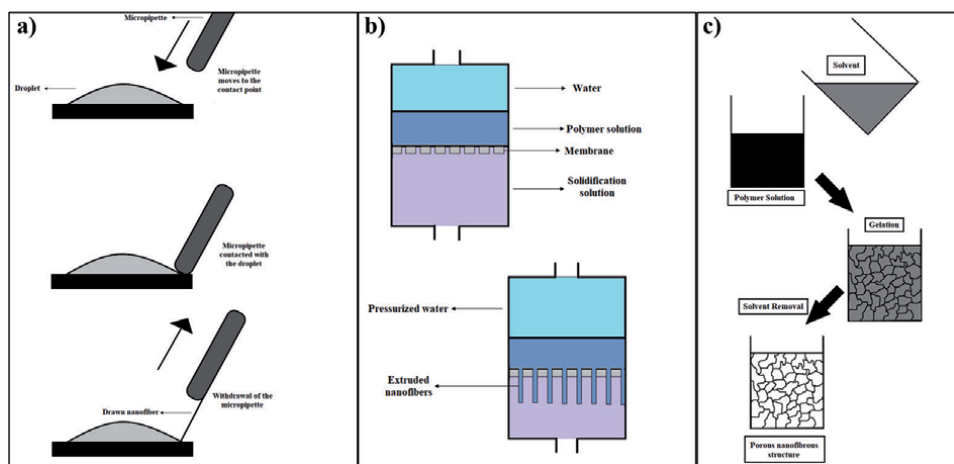 a)
Micropipette
Micropipette
moves to the
contact point
Droplet
Micropipette
contacted with
the droplet
Withdrawal of the
micropipette
Drawn nanofiber
b)
Water
Polymer solution
Membrane
Solidification
solution
Pressurized water
Extruded
nanofibers
c)
Solvent
Polymer Solution
Gelation
Solvent Removal
Porous nanofibrous
structure